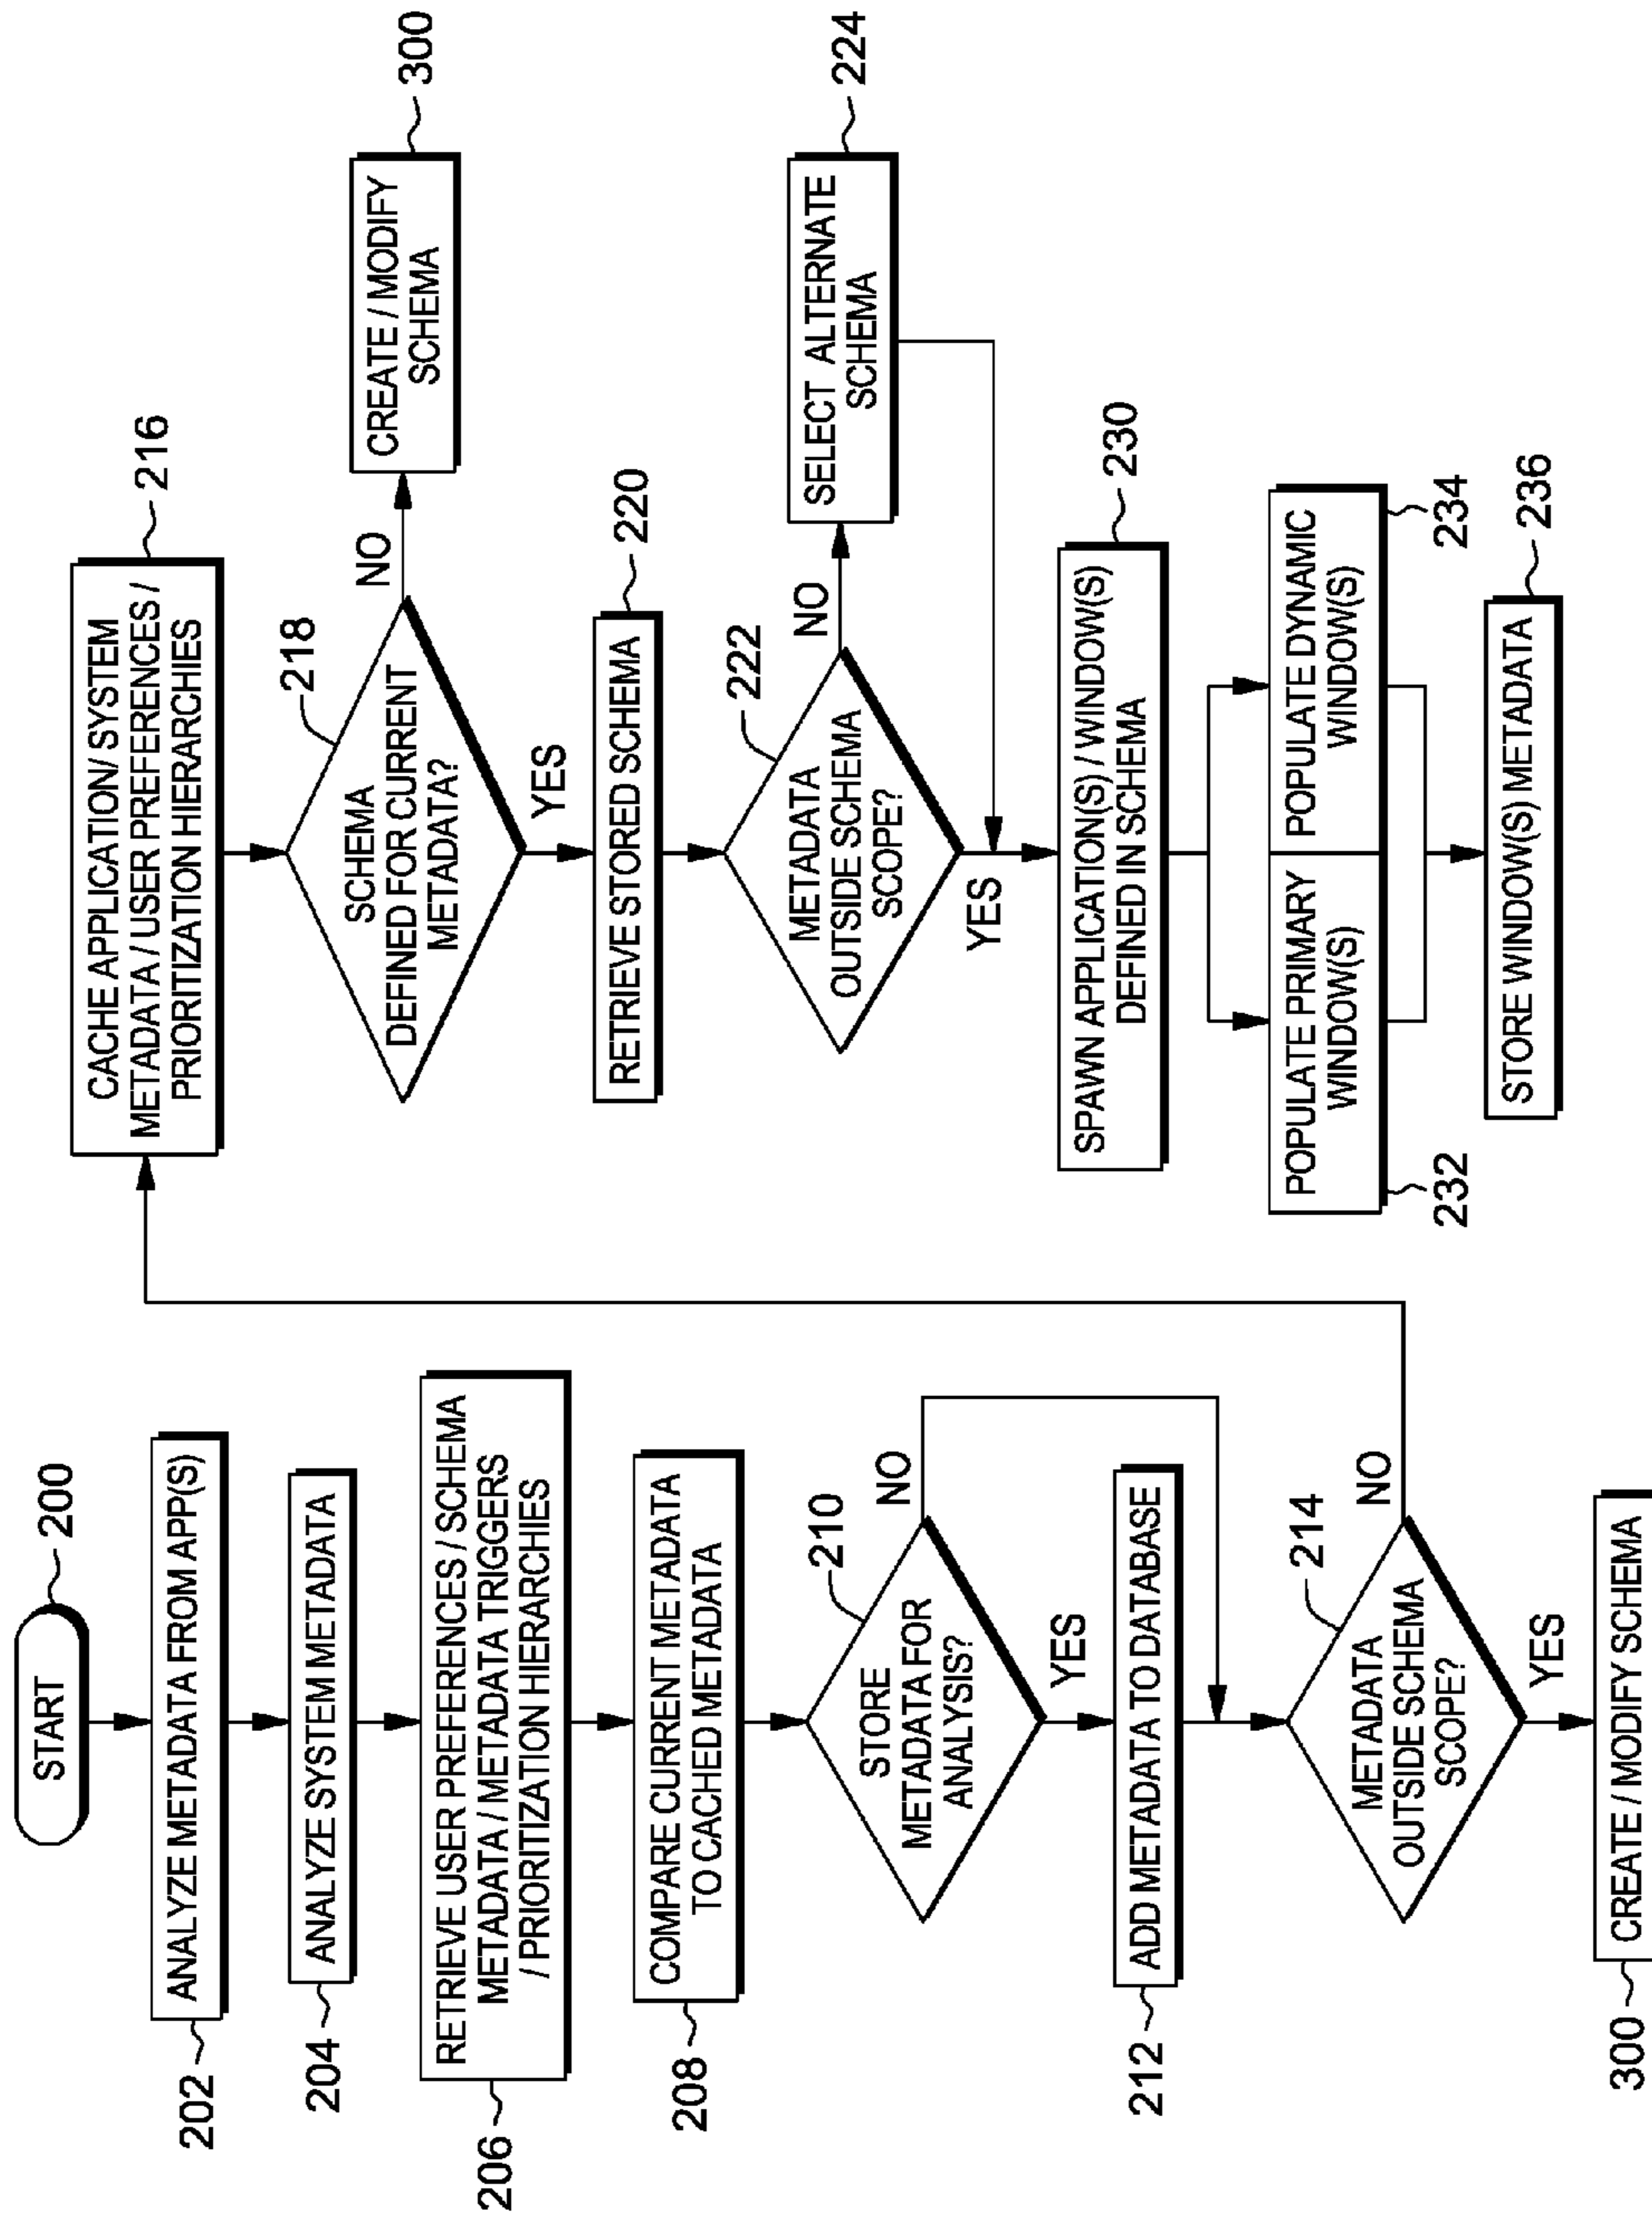 START
200
ANALYZE METADATA FROM APP(S)
202
ANALYZE SYSTEM METADATA
204
RETRIEVE USER PREFERENCES / SCHEMA
METADATA / METADATA TRIGGERS
/ PRIORITIZATION HIERARCHIES
206
COMPARE CURRENT METADATA
TO CACHED METADATA
208
STORE
METADATA FOR
ANALYSIS?
210
NO
YES
ADD METADATA TO DATABASE
212
METADATA
OUTSIDE SCHEMA
SCOPE?
214
NO
YES
CREATE / MODIFY SCHEMA
300
CACHE APPLICATION/ SYSTEM
METADATA / USER PREFERENCES /
PRIORITIZATION HIERARCHIES
216
SCHEMA
DEFINED FOR CURRENT
METADATA?
218
NO
CREATE / MODIFY
SCHEMA
300
YES
RETRIEVE STORED SCHEMA
220
METADATA
OUTSIDE SCHEMA
SCOPE?
222
NO
SELECT ALTERNATE
SCHEMA
224
YES
SPAWN APPLICATION(S) / WINDOW(S)
DEFINED IN SCHEMA
230
POPULATE PRIMARY
WINDOW(S)
232
POPULATE DYNAMIC
WINDOW(S)
234
STORE WINDOW(S) METADATA
236